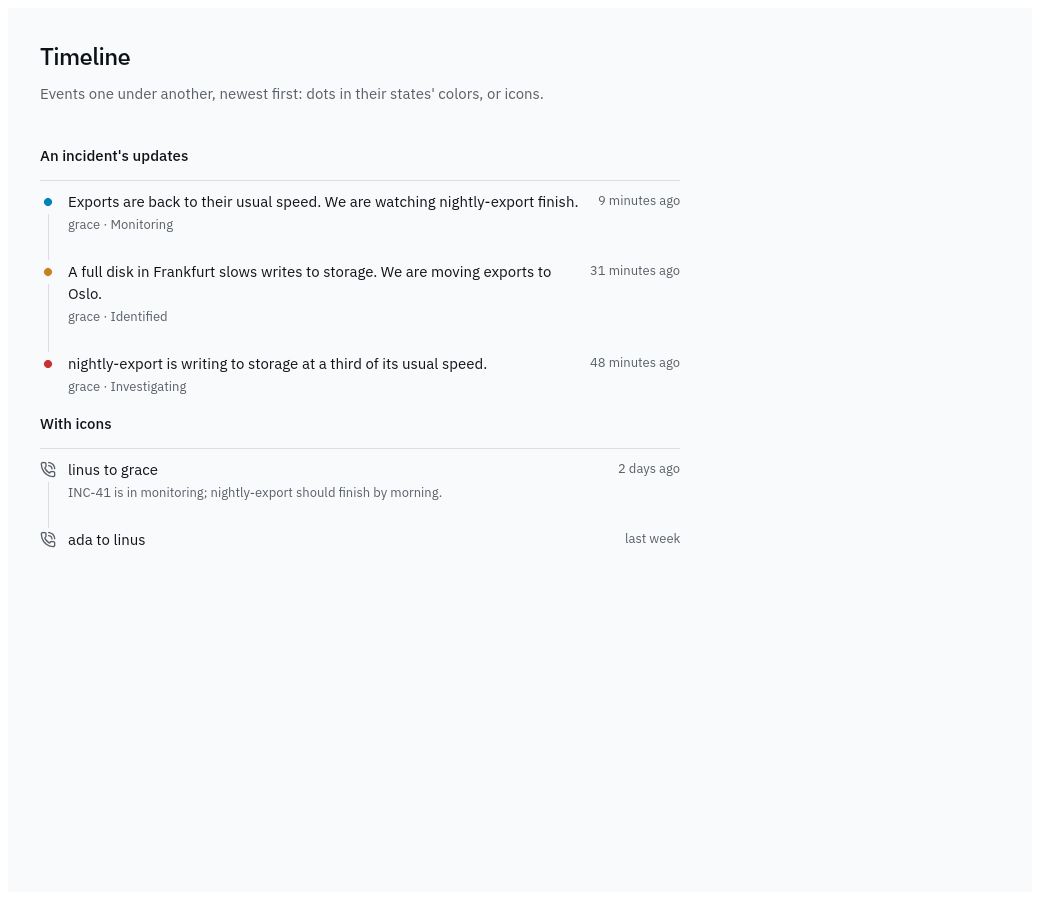 Timeline
Events one under another, newest first: dots in their states' colors, or icons.
An incident's updates
Exports are back to their usual speed. We are watching nightly-export finish. 9 minutes ago
grace · Monitoring
A full disk in Frankfurt slows writes to storage. We are moving exports to 31 minutes ago
Oslo.
grace · Identified
nightly-export is writing to storage at a third of its usual speed. 48 minutes ago
grace · Investigating
With icons
linus to grace 2 days ago
INC-41 is in monitoring; nightly-export should finish by morning.
ada to linus last week